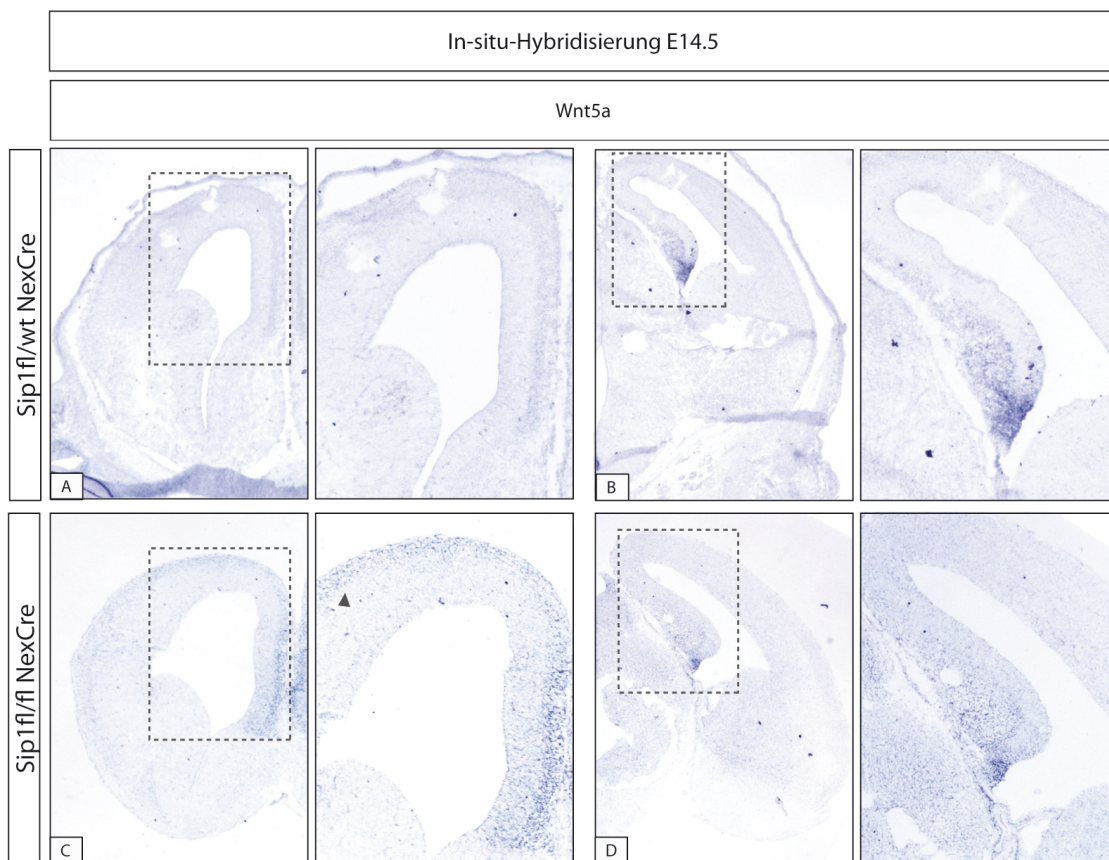 In-situ-Hybridisierung E14.5
Wnt5a
Sip1fl/wt NexCre
A
B
Sip1fl/fl NexCre
C
D